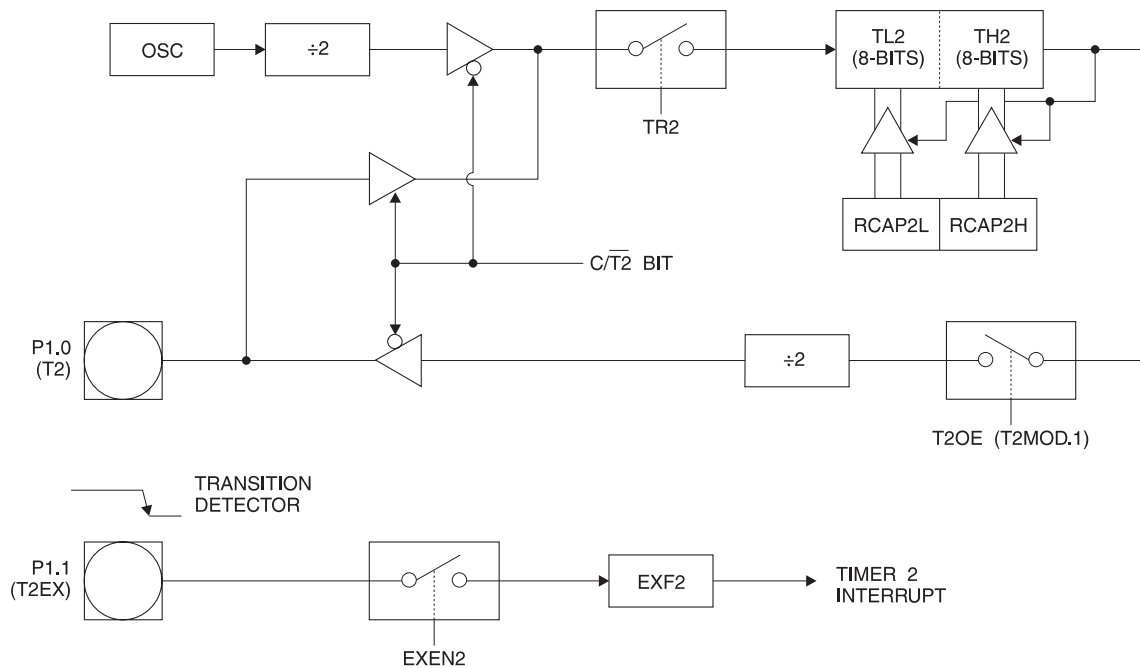 OSC
÷2
TR2
TL2
(8-BITS)
TH2
(8-BITS)
RCAP2L
RCAP2H
C/T̅2̅ BIT
P1.0
(T2)
÷2
T2OE (T2MOD.1)
TRANSITION
DETECTOR
P1.1
(T2EX)
EXEN2
EXF2
TIMER 2
INTERRUPT